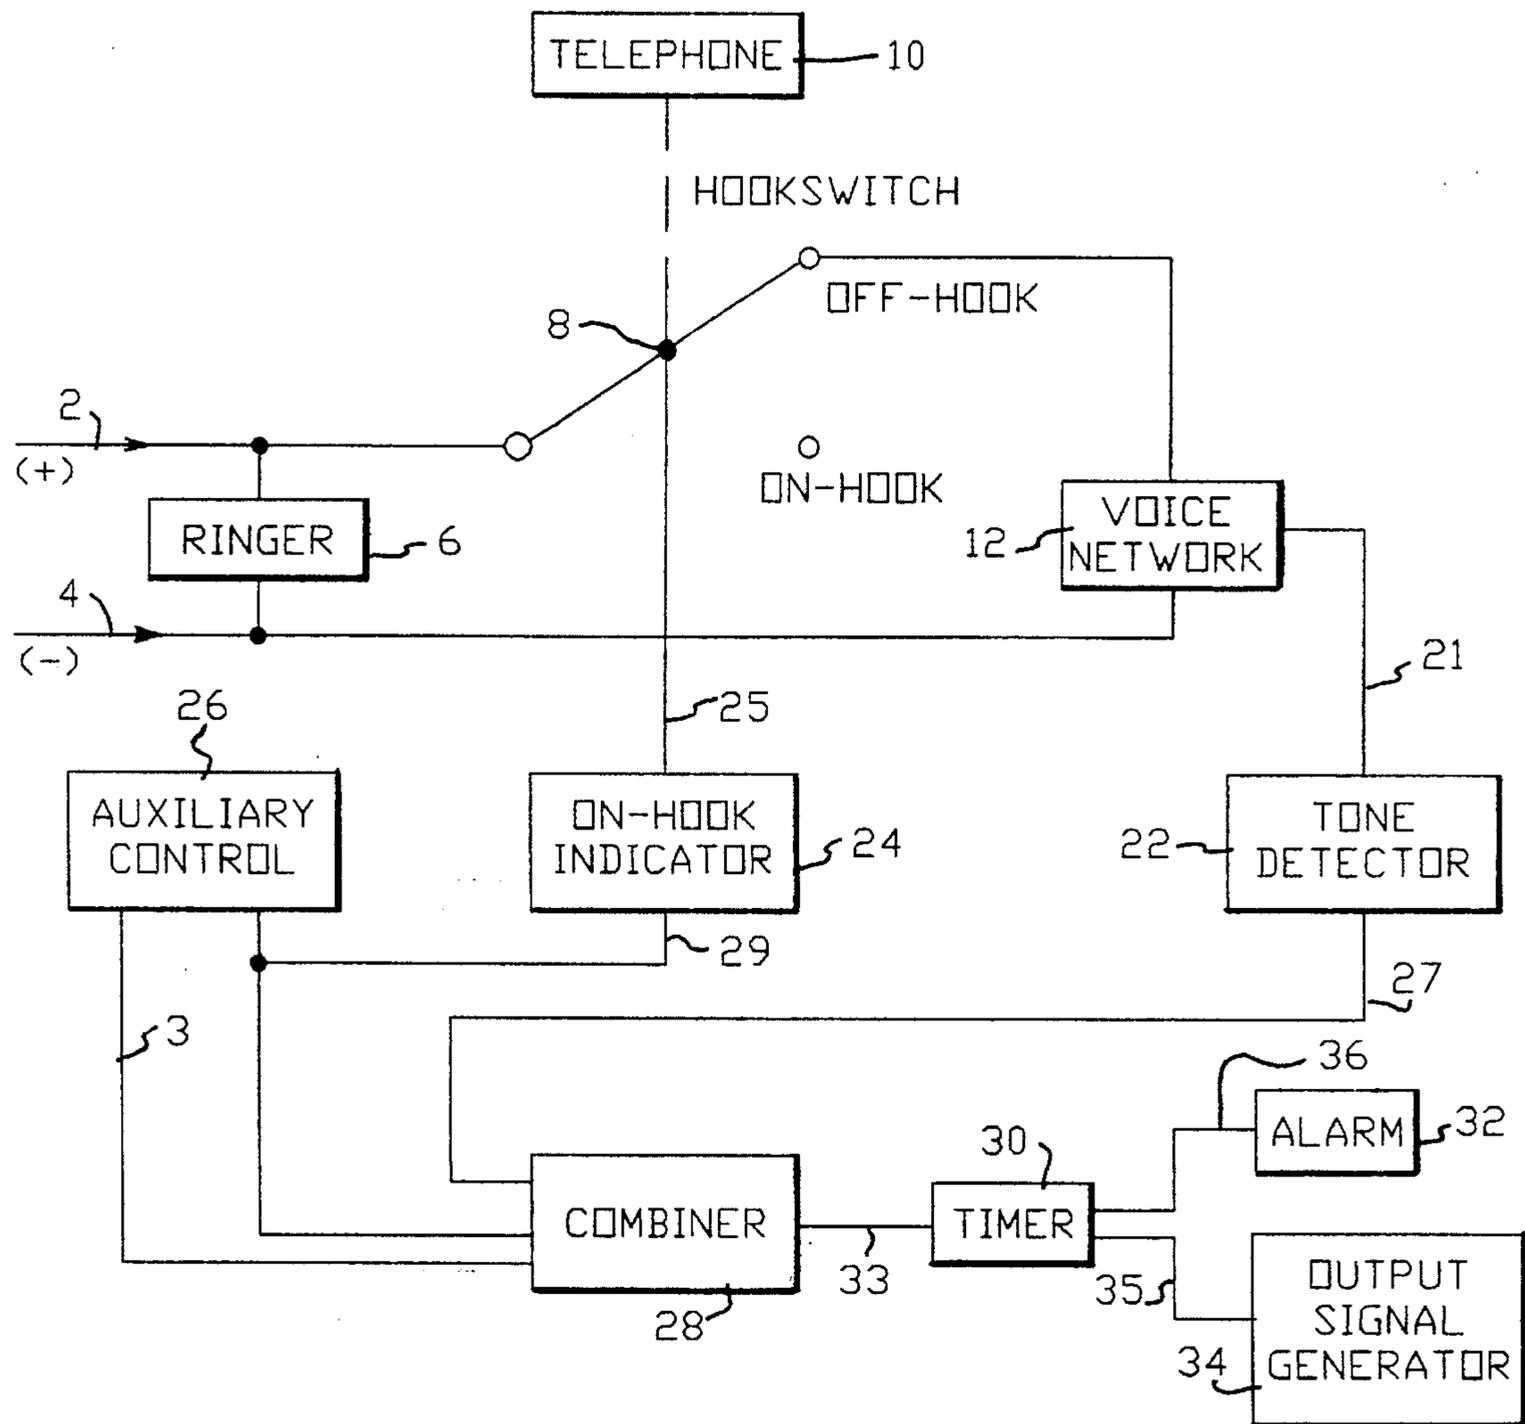 TELEPHONE
10
HOOKSWITCH
OFF-HOOK
8
2
(+)
ON-HOOK
RINGER
6
12
VOICE
NETWORK
4
(-)
21
26
25
AUXILIARY
CONTROL
ON-HOOK
INDICATOR
24
22
TONE
DETECTOR
29
27
3
36
ALARM
32
30
COMBINER
TIMER
33
35
28
OUTPUT
SIGNAL
GENERATOR
34